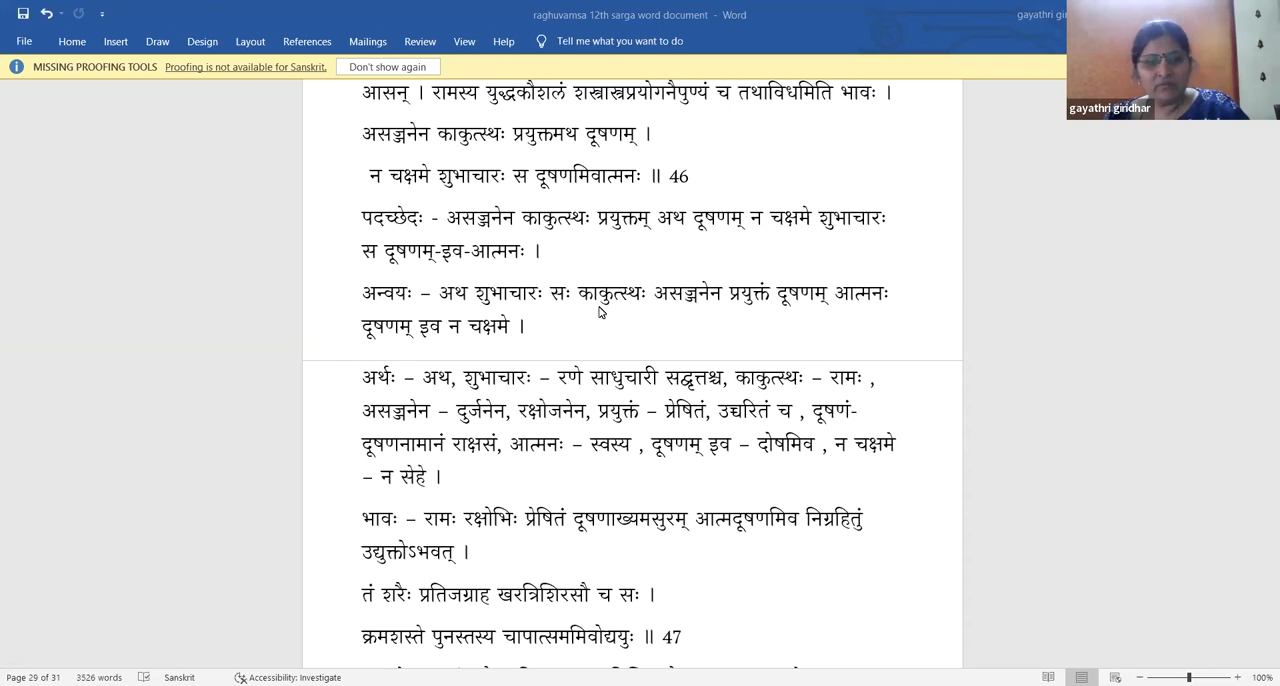 raghuvamsa 12th sarga word document - Word
gayathri gir
File Home Insert Draw Design Layout References Mailings Review View Help Tell me what you want to do
MISSING PROOFING TOOLS Proofing is not available for Sanskrit. Don't show again
gayathri giridhar
आसन् । रामस्य युद्धकौशलं शस्त्रास्त्रप्रयोगनैपुण्यं च तथाविधमिति भावः ।
असज्जनेन काकुत्स्थः प्रयुक्तमथ दूषणम् ।
न चक्षमे शुभाचारः स दूषणमिवात्मनः ॥ 46
पदच्छेदः - असज्जनेन काकुत्स्थः प्रयुक्तम् अथ दूषणम् न चक्षमे शुभाचारः
स दूषणम्-इव-आत्मनः ।
अन्वयः – अथ शुभाचारः सः काकुत्स्थः असज्जनेन प्रयुक्तं दूषणम् आत्मनः
दूषणम् इव न चक्षमे ।
अर्थः – अथ, शुभाचारः – रणे साधुचारी सद्वृत्तश्च, काकुत्स्थः – रामः ,
असज्जनेन – दुर्जनेन, रक्षोजनेन, प्रयुक्तं – प्रेषितं, उच्चरितं च , दूषणं-
दूषणनामानं राक्षसं, आत्मनः – स्वस्य , दूषणम् इव – दोषमिव , न चक्षमे
– न सेहे ।
भावः – रामः रक्षोभिः प्रेषितं दूषणाख्यमसुरम् आत्मदूषणमिव निग्रहितुं
उद्युक्तोऽभवत् ।
तं शरैः प्रतिजग्राह खरत्रिशिरसौ च सः ।
क्रमशस्ते पुनस्तस्य चापात्सममिवोद्ययुः ॥ 47
Page 29 of 31 3526 words Sanskrit Accessibility: Investigate 100%